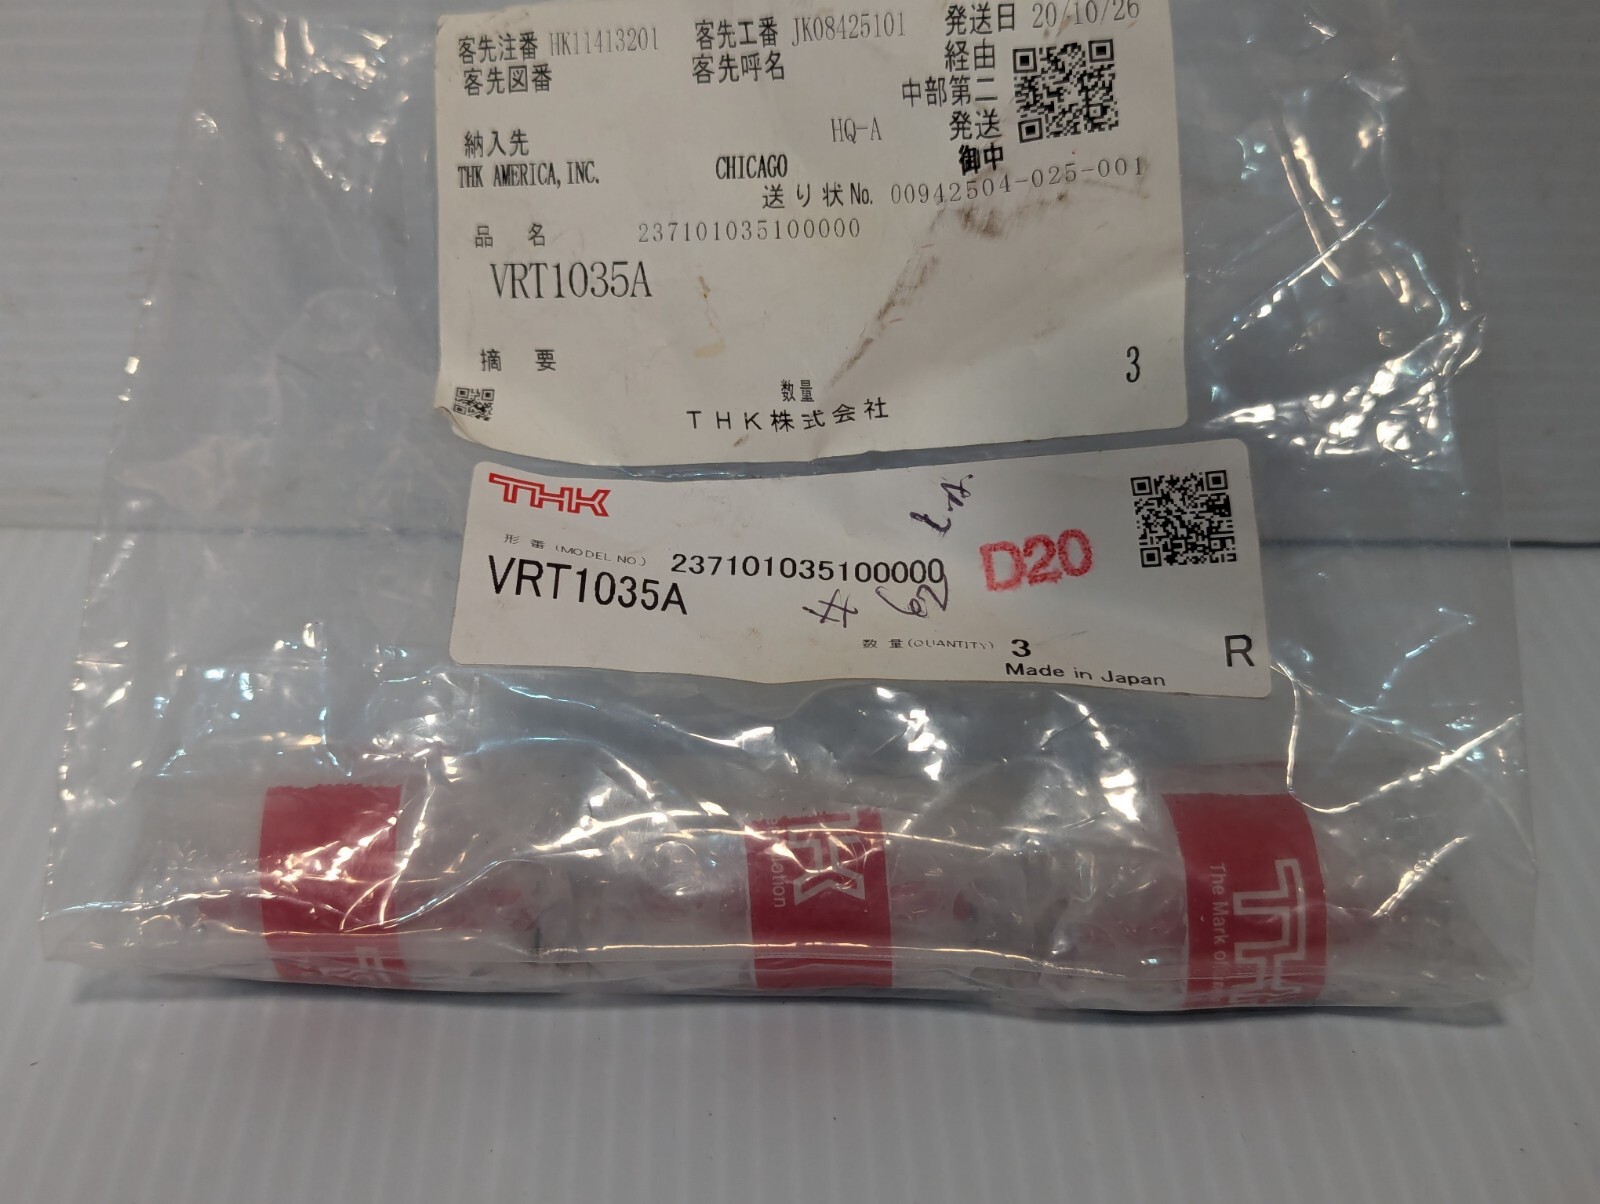 客先注番 HK11413201 客先工番 JK08425101 発送日 20/10/26
客先図番 客先呼名 経由
中部第二
HQ-A 発送
納入先 御中
THK AMERICA, INC. CHICAGO
送り状No. 00942504-025-001
品名 237101035100000
VRT1035A
摘要 3
数量
THK株式会社
THK
形番 (MODEL NO.) 237101035100000 D20
VRT1035A
数量 (QUANTITY) 3
Made in Japan R
THK
The Mark of